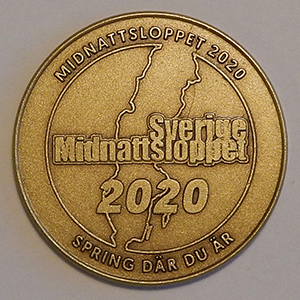 MIDNATTSLOPPET 2020
Sverige
Midnattsloppet
2020
SPRING DÄR DU ÄR